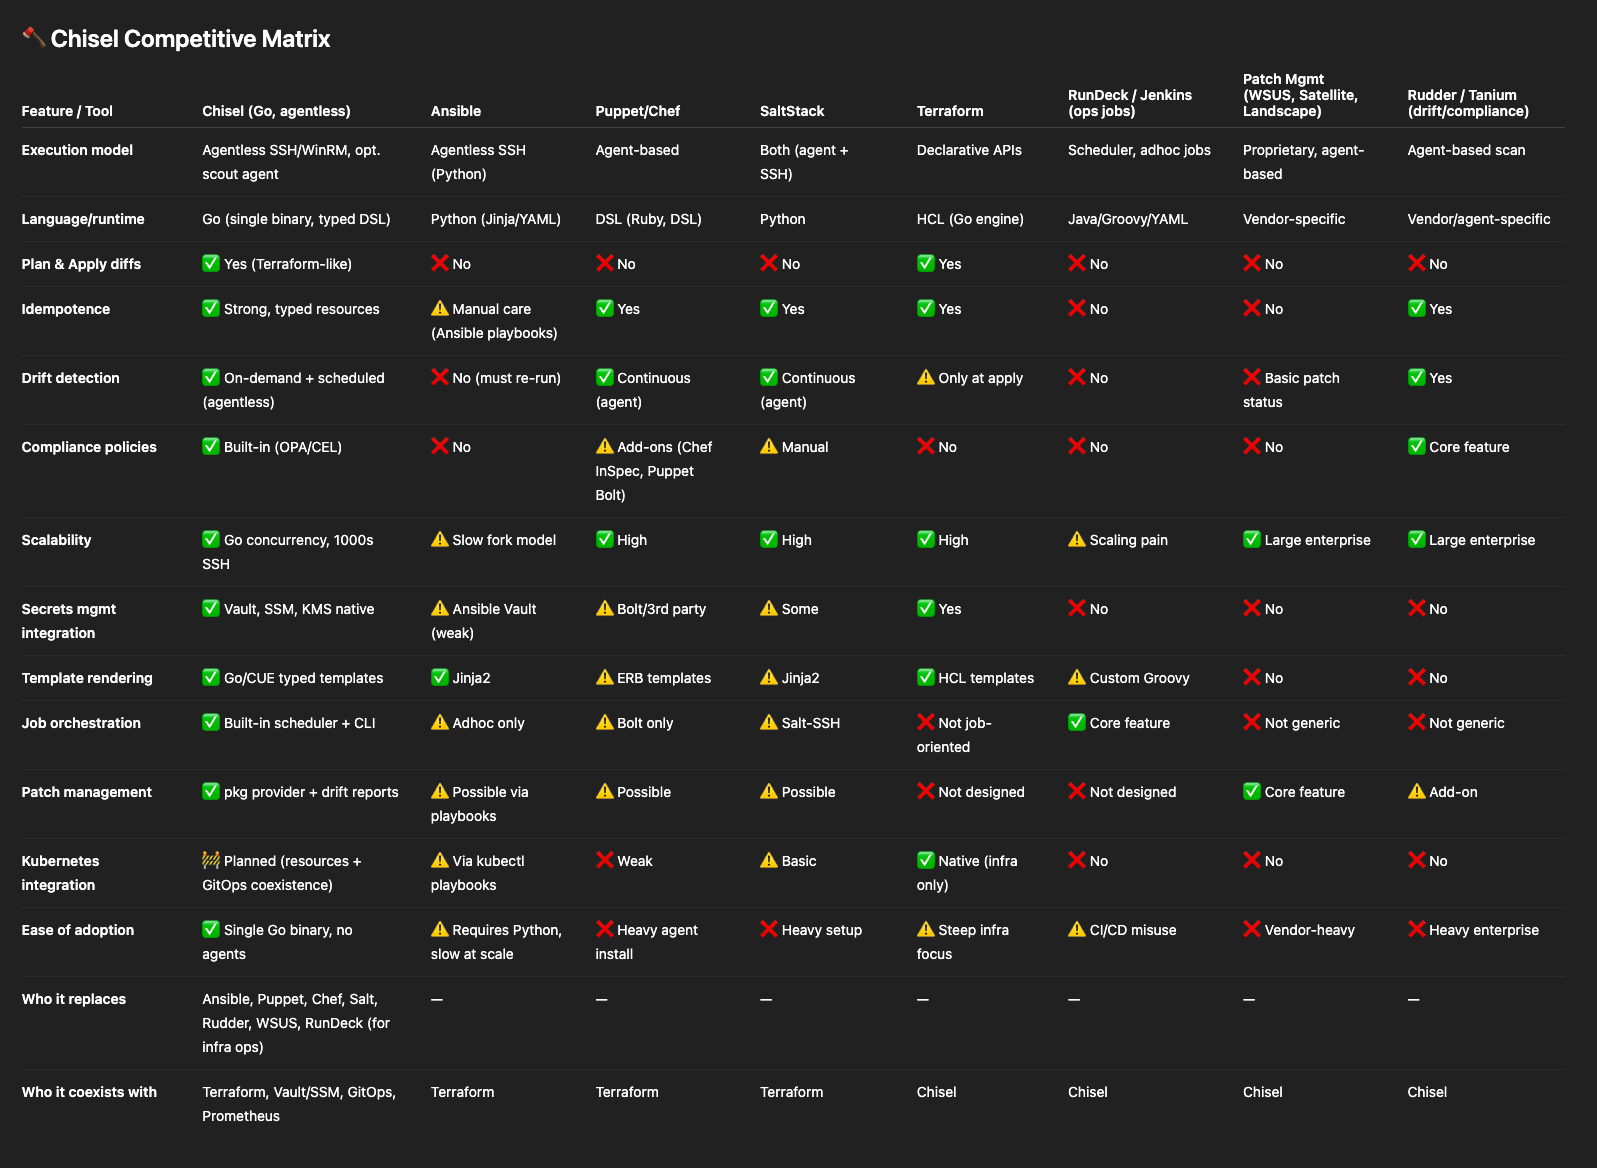 🪓 Chisel Competitive Matrix
Feature / Tool
Chisel (Go, agentless)
Ansible
Puppet/Chef
SaltStack
Terraform
RunDeck / Jenkins
(ops jobs)
Patch Mgmt
(WSUS, Satellite,
Landscape)
Rudder / Tanium
(drift/compliance)
Execution model
Agentless SSH/WinRM, opt.
scout agent
Agentless SSH
(Python)
Agent-based
Both (agent +
SSH)
Declarative APIs
Scheduler, adhoc jobs
Proprietary, agent-
based
Agent-based scan
Language/runtime
Go (single binary, typed DSL)
Python (Jinja/YAML)
DSL (Ruby, DSL)
Python
HCL (Go engine)
Java/Groovy/YAML
Vendor-specific
Vendor/agent-specific
Plan & Apply diffs
✅ Yes (Terraform-like)
❌ No
❌ No
❌ No
✅ Yes
❌ No
❌ No
❌ No
Idempotence
✅ Strong, typed resources
⚠️ Manual care
(Ansible playbooks)
✅ Yes
✅ Yes
✅ Yes
❌ No
❌ No
✅ Yes
Drift detection
✅ On-demand + scheduled
(agentless)
❌ No (must re-run)
✅ Continuous
(agent)
✅ Continuous
(agent)
⚠️ Only at apply
❌ No
❌ Basic patch
status
✅ Yes
Compliance policies
✅ Built-in (OPA/CEL)
❌ No
⚠️ Add-ons (Chef
InSpec, Puppet
Bolt)
⚠️ Manual
❌ No
❌ No
❌ No
✅ Core feature
Scalability
✅ Go concurrency, 1000s
SSH
⚠️ Slow fork model
✅ High
✅ High
✅ High
⚠️ Scaling pain
✅ Large enterprise
✅ Large enterprise
Secrets mgmt
integration
✅ Vault, SSM, KMS native
⚠️ Ansible Vault
(weak)
⚠️ Bolt/3rd party
⚠️ Some
✅ Yes
❌ No
❌ No
❌ No
Template rendering
✅ Go/CUE typed templates
✅ Jinja2
⚠️ ERB templates
⚠️ Jinja2
✅ HCL templates
⚠️ Custom Groovy
❌ No
❌ No
Job orchestration
✅ Built-in scheduler + CLI
⚠️ Adhoc only
⚠️ Bolt only
⚠️ Salt-SSH
❌ Not job-
oriented
✅ Core feature
❌ Not generic
❌ Not generic
Patch management
✅ pkg provider + drift reports
⚠️ Possible via
playbooks
⚠️ Possible
⚠️ Possible
❌ Not designed
❌ Not designed
✅ Core feature
⚠️ Add-on
Kubernetes
integration
🚧 Planned (resources +
GitOps coexistence)
⚠️ Via kubectl
playbooks
❌ Weak
⚠️ Basic
✅ Native (infra
only)
❌ No
❌ No
❌ No
Ease of adoption
✅ Single Go binary, no
agents
⚠️ Requires Python,
slow at scale
❌ Heavy agent
install
❌ Heavy setup
⚠️ Steep infra
focus
⚠️ CI/CD misuse
❌ Vendor-heavy
❌ Heavy enterprise
Who it replaces
Ansible, Puppet, Chef, Salt,
Rudder, WSUS, RunDeck (for
infra ops)
—
—
—
—
—
—
—
Who it coexists with
Terraform, Vault/SSM, GitOps,
Prometheus
Terraform
Terraform
Terraform
Chisel
Chisel
Chisel
Chisel